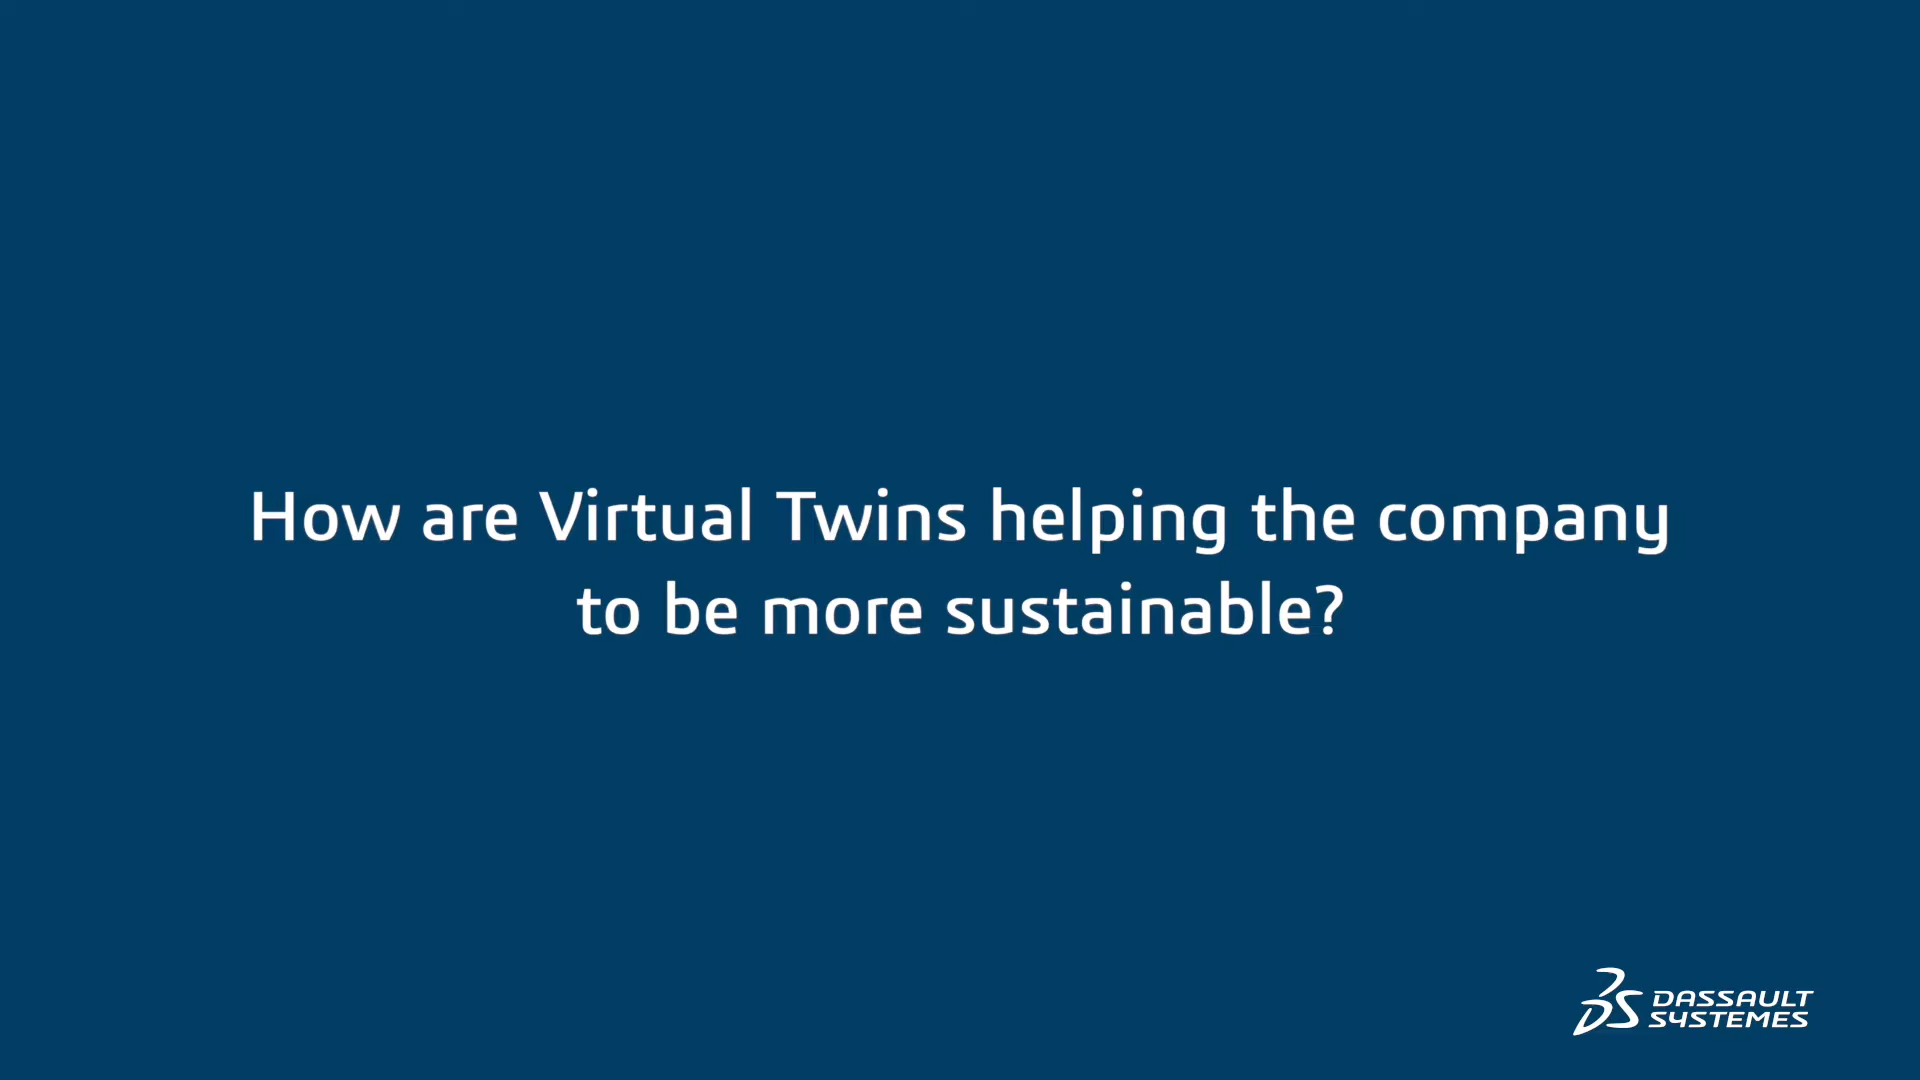 How are Virtual Twins helping the company
to be more sustainable?
DASSAULT
SYSTEMES